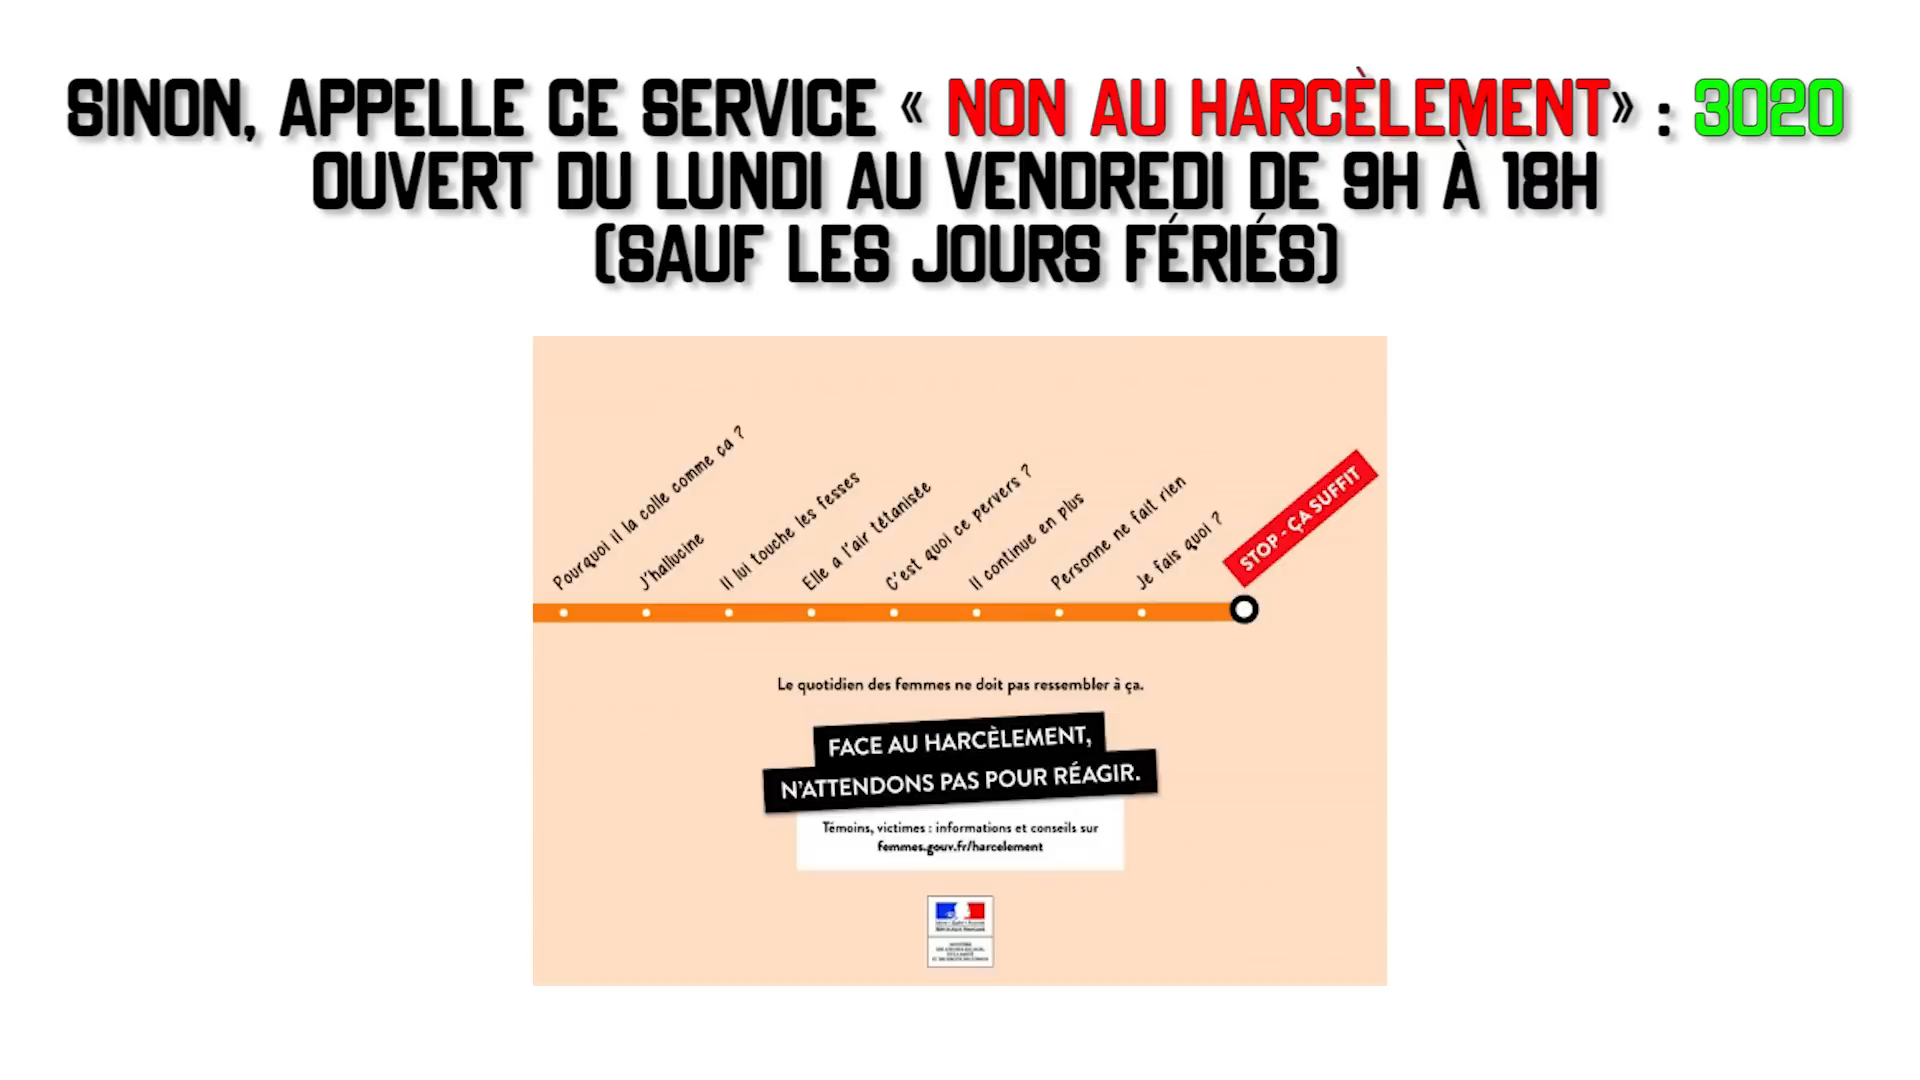 SINON, APPELLE CE SERVICE « NON AU HARCÈLEMENT» : 3020
OUVERT DU LUNDI AU VENDREDI DE 9H À 18H
(SAUF LES JOURS FÉRIÉS)
Pourquoi il la colle comme ça ?
J'hallucine
Il lui touche les fesses
Elle a l'air tétanisée
C'est quoi ce pervers ?
Il continue en plus
Personne ne fait rien
Je fais quoi ?
STOP - ÇA SUFFIT
Le quotidien des femmes ne doit pas ressembler à ça.
FACE AU HARCÈLEMENT,
N'ATTENDONS PAS POUR RÉAGIR.
Témoins, victimes : informations et conseils sur
femmes.gouv.fr/harcelement